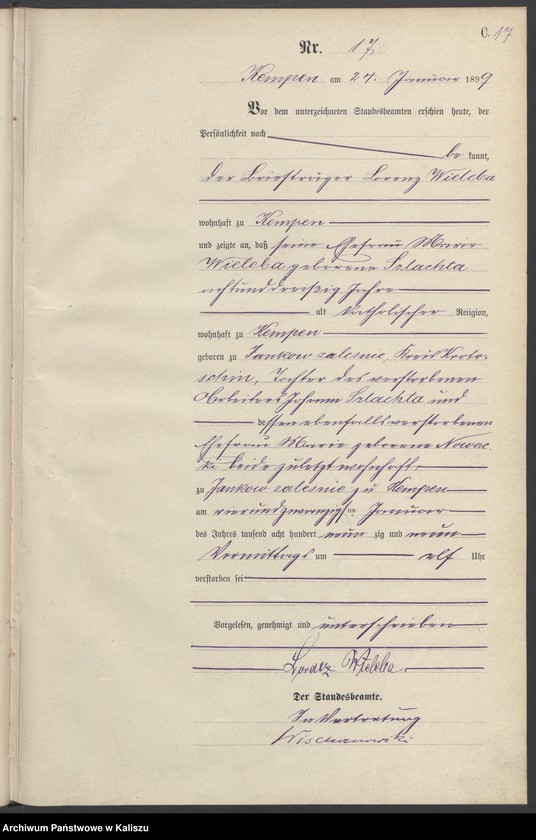 C. 17
Nr. 17
Kempen am 24. Januar 1899
Vor dem unterzeichneten Standesbeamten erschien heute, der
Persönlichkeit nach
be kannt,
der Briefträger Lorenz Wieleba
wohnhaft zu Kempen
und zeigte an, daß seine Ehefrau Marie
Wieleba geborene Szlachta
achtunddreißig Jahre
alt katholischer Religion,
wohnhaft zu Kempen
geboren zu Jankow zalesnie, Kreis Kroto-
schin, Tochter des verstorbenen
Arbeiters Johann Szlachta und
dessen ebenfalls verstorbenen
Ehefrau Marie geborene Nowac-
ki beide zuletzt wohnhaft
zu Jankow zalesnie zu Kempen
am vierundzwanzigsten Januar
des Jahres tausend acht hundert neun zig und neun
Vormittags um elf Uhr
verstorben sei
Vorgelesen, genehmigt und unterschrieben
Lorenz Wieleba
Der Standesbeamte.
In Vertretung
Archiwum Państwowe w Kaliszu